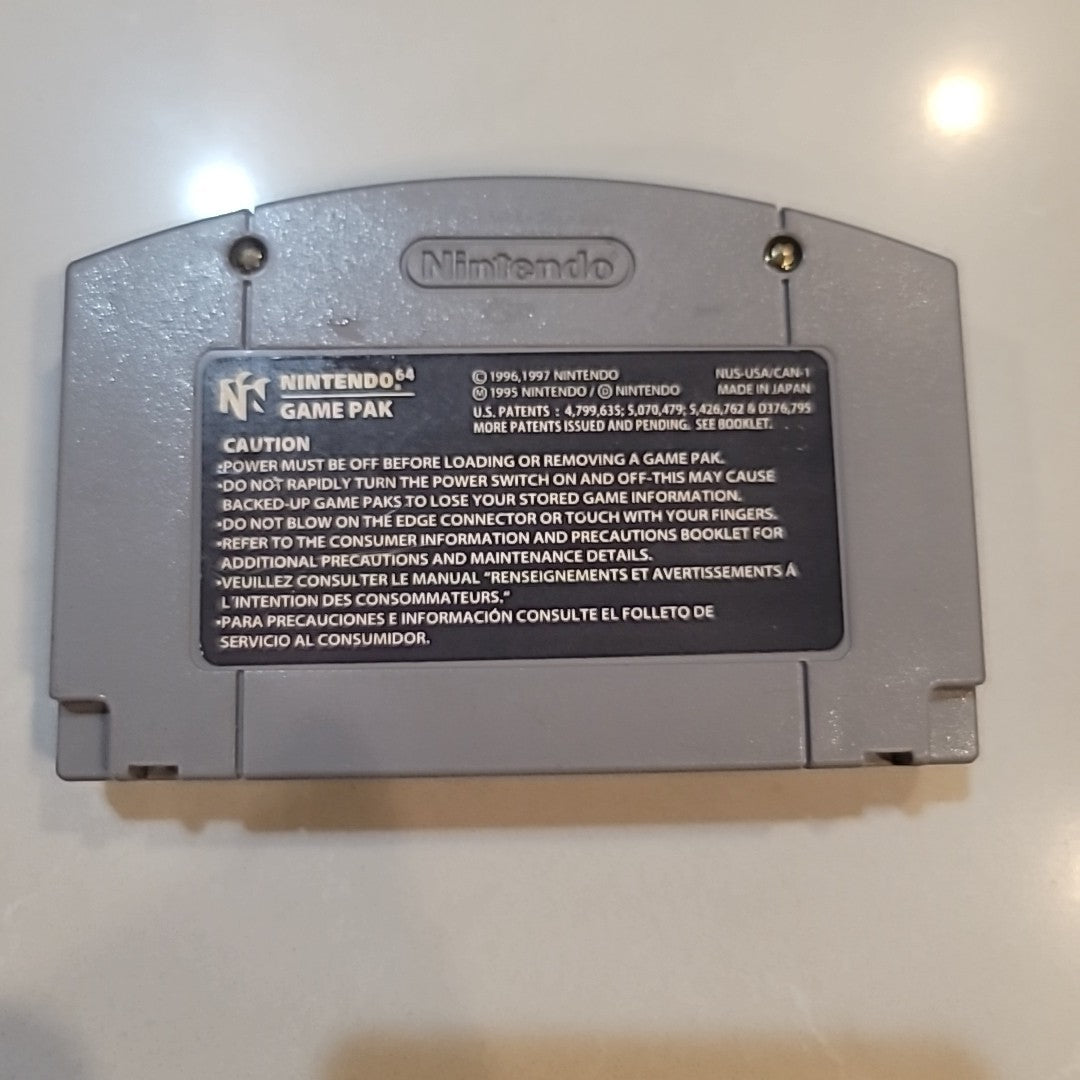 Nintendo
NINTENDO.64
GAME PAK
© 1996,1997 NINTENDO
Ⓜ 1995 NINTENDO / Ⓓ NINTENDO
NUS-USA/CAN-1
MADE IN JAPAN
U.S. PATENTS : 4,799,635; 5,070,479; 5,426,762 & D376,795
MORE PATENTS ISSUED AND PENDING. SEE BOOKLET.
CAUTION
•POWER MUST BE OFF BEFORE LOADING OR REMOVING A GAME PAK.
•DO NOT RAPIDLY TURN THE POWER SWITCH ON AND OFF-THIS MAY CAUSE
BACKED-UP GAME PAKS TO LOSE YOUR STORED GAME INFORMATION.
•DO NOT BLOW ON THE EDGE CONNECTOR OR TOUCH WITH YOUR FINGERS.
•REFER TO THE CONSUMER INFORMATION AND PRECAUTIONS BOOKLET FOR
ADDITIONAL PRECAUTIONS AND MAINTENANCE DETAILS.
•VEUILLEZ CONSULTER LE MANUAL "RENSEIGNEMENTS ET AVERTISSEMENTS Á
L'INTENTION DES CONSOMMATEURS."
•PARA PRECAUCIONES E INFORMACIÓN CONSULTE EL FOLLETO DE
SERVICIO AL CONSUMIDOR.